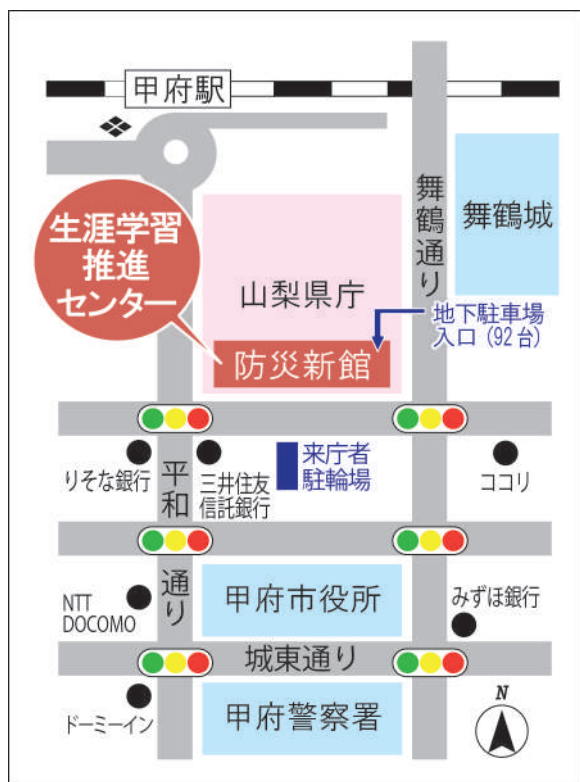 甲府駅
生涯学習
推進
センター
舞鶴通り
舞鶴城
山梨県庁
地下駐車場
入口（92台）
防災新館
りそな銀行
平和通り
三井住友
信託銀行
来庁者
駐輪場
ココリ
NTT
DOCOMO
甲府市役所
みずほ銀行
城東通り
ドーミーイン
甲府警察署
N